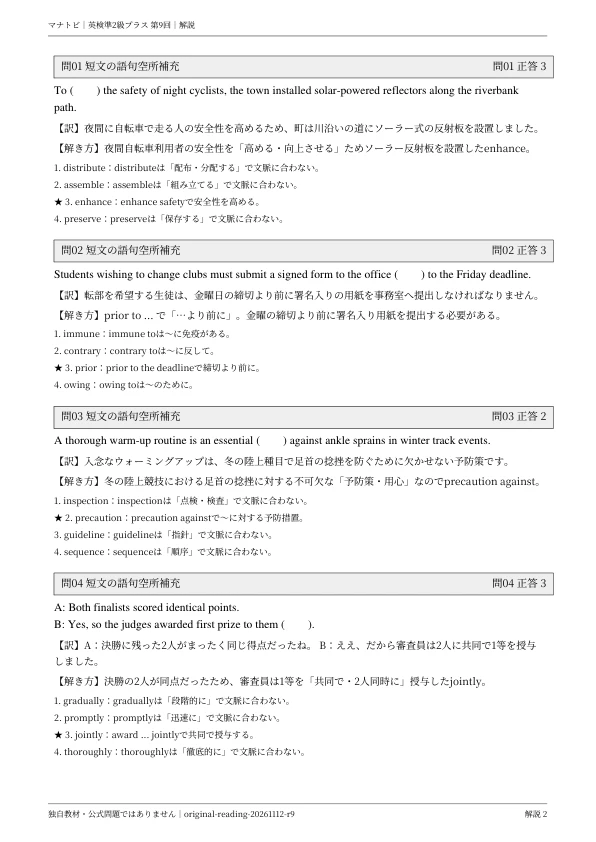 マナトビ｜英検準2級プラス 第9回｜解説
問01 短文の語句空所補充 問01 正答 3
To (　　) the safety of night cyclists, the town installed solar-powered reflectors along the riverbank
path.
【訳】夜間に自転車で走る人の安全性を高めるため、町は川沿いの道にソーラー式の反射板を設置しました。
【解き方】夜間自転車利用者の安全性を「高める・向上させる」ためソーラー反射板を設置したenhance。
1. distribute：distributeは「配布・分配する」で文脈に合わない。
2. assemble：assembleは「組み立てる」で文脈に合わない。
★ 3. enhance：enhance safetyで安全性を高める。
4. preserve：preserveは「保存する」で文脈に合わない。
問02 短文の語句空所補充 問02 正答 3
Students wishing to change clubs must submit a signed form to the office (　　) to the Friday deadline.
【訳】転部を希望する生徒は、金曜日の締切より前に署名入りの用紙を事務室へ提出しなければなりません。
【解き方】prior to ... で「…より前に」。金曜の締切より前に署名入り用紙を提出する必要がある。
1. immune：immune toは〜に免疫がある。
2. contrary：contrary toは〜に反して。
★ 3. prior：prior to the deadlineで締切より前に。
4. owing：owing toは〜のために。
問03 短文の語句空所補充 問03 正答 2
A thorough warm-up routine is an essential (　　) against ankle sprains in winter track events.
【訳】入念なウォーミングアップは、冬の陸上種目で足首の捻挫を防ぐために欠かせない予防策です。
【解き方】冬の陸上競技における足首の捻挫に対する不可欠な「予防策・用心」なのでprecaution against。
1. inspection：inspectionは「点検・検査」で文脈に合わない。
★ 2. precaution：precaution againstで〜に対する予防措置。
3. guideline：guidelineは「指針」で文脈に合わない。
4. sequence：sequenceは「順序」で文脈に合わない。
問04 短文の語句空所補充 問04 正答 3
A: Both finalists scored identical points.
B: Yes, so the judges awarded first prize to them (　　).
【訳】A：決勝に残った2人がまったく同じ得点だったね。 B：ええ、だから審査員は2人に共同で1等を授与
しました。
【解き方】決勝の2人が同点だったため、審査員は1等を「共同で・2人同時に」授与したjointly。
1. gradually：graduallyは「段階的に」で文脈に合わない。
2. promptly：promptlyは「迅速に」で文脈に合わない。
★ 3. jointly：award ... jointlyで共同で授与する。
4. thoroughly：thoroughlyは「徹底的に」で文脈に合わない。
独自教材・公式問題ではありません｜original-reading-20261112-r9 解説 2